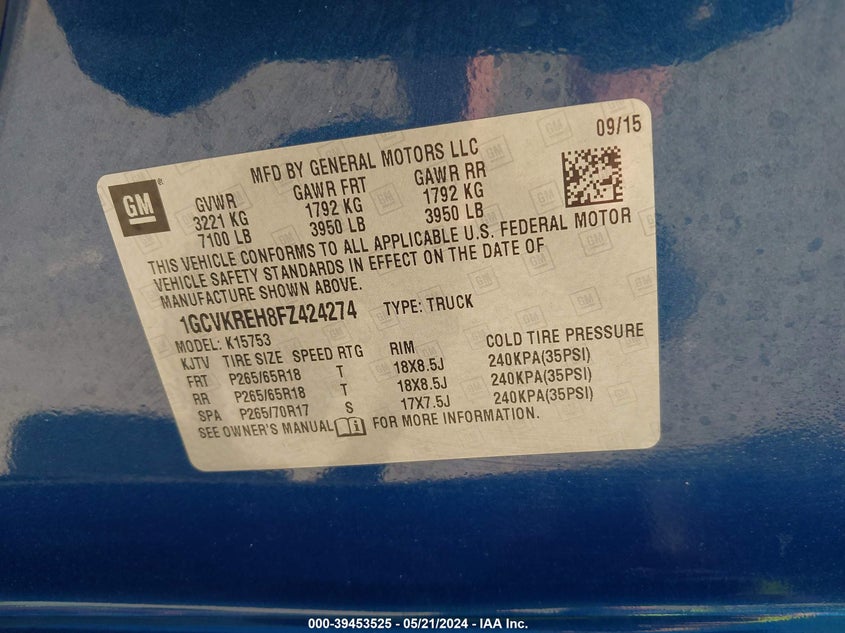 09/15
MFD BY GENERAL MOTORS LLC
GM®
GVWR GAWR FRT GAWR RR
3221 KG 1792 KG 1792 KG
7100 LB 3950 LB 3950 LB
THIS VEHICLE CONFORMS TO ALL APPLICABLE U.S. FEDERAL MOTOR
VEHICLE SAFETY STANDARDS IN EFFECT ON THE DATE OF
MANUFACTURE SHOWN ABOVE.
1GCVKREH8FZ424274 TYPE: TRUCK
MODEL: K15753
KJTV TIRE SIZE SPEED RTG RIM COLD TIRE PRESSURE
FRT P265/65R18 T 18X8.5J 240KPA(35PSI)
RR P265/65R18 T 18X8.5J 240KPA(35PSI)
SPA P265/70R17 S 17X7.5J 240KPA(35PSI)
SEE OWNER'S MANUAL FOR MORE INFORMATION.
000-39453525 - 05/21/2024 - IAA Inc.